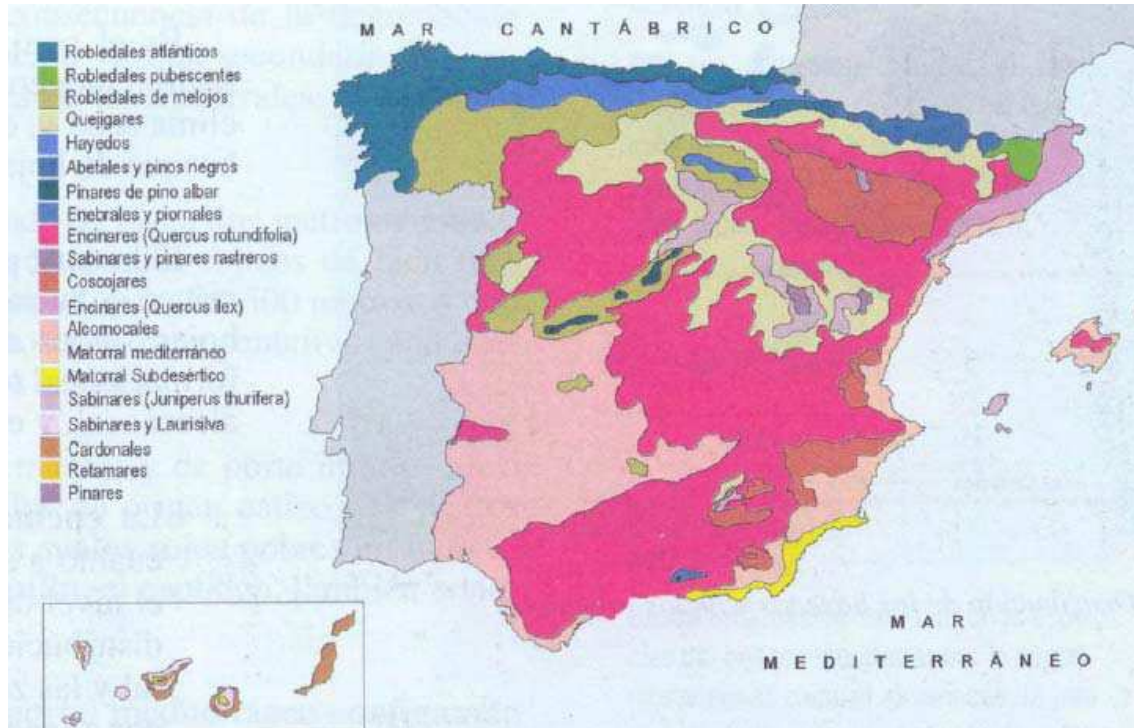 MAR CANTÁBRICO
Robledales atlánticos
Robledales pubescentes
Robledales de melojos
Quejigares
Hayedos
Abetales y pinos negros
Pinares de pino albar
Enebrales y piornales
Encinares (Quercus rotundifolia)
Sabinares y pinares rastreros
Coscojares
Encinares (Quercus ilex)
Alcornocales
Matorral mediterráneo
Matorral Subdesértico
Sabinares (Juniperus thurifera)
Sabinares y Laurisilva
Cardonales
Retamares
Pinares
MAR
MEDITERRÁNEO